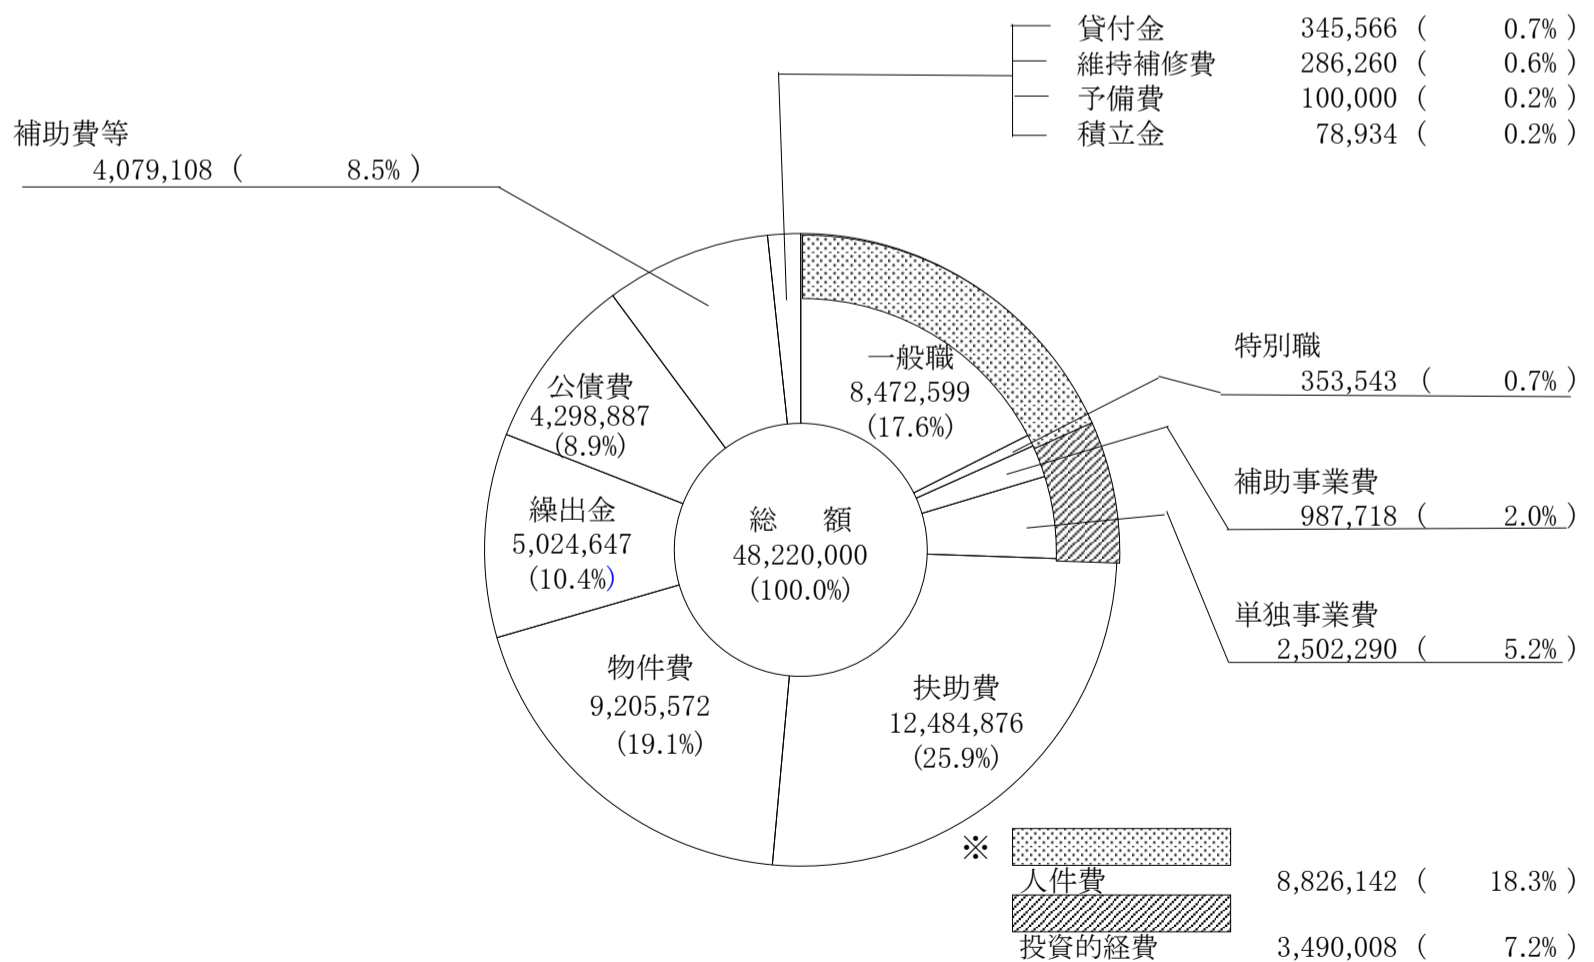 貸付金 345,566 ( 0.7% )
維持補修費 286,260 ( 0.6% )
予備費 100,000 ( 0.2% )
積立金 78,934 ( 0.2% )
補助費等
4,079,108 ( 8.5% )
一般職
8,472,599
(17.6%)
特別職
353,543 ( 0.7% )
補助事業費
987,718 ( 2.0% )
単独事業費
2,502,290 ( 5.2% )
公債費
4,298,887
(8.9%)
繰出金
5,024,647
(10.4%)
総 額
48,220,000
(100.0%)
物件費
9,205,572
(19.1%)
扶助費
12,484,876
(25.9%)
※
人件費 8,826,142 ( 18.3% )
投資的経費 3,490,008 ( 7.2% )